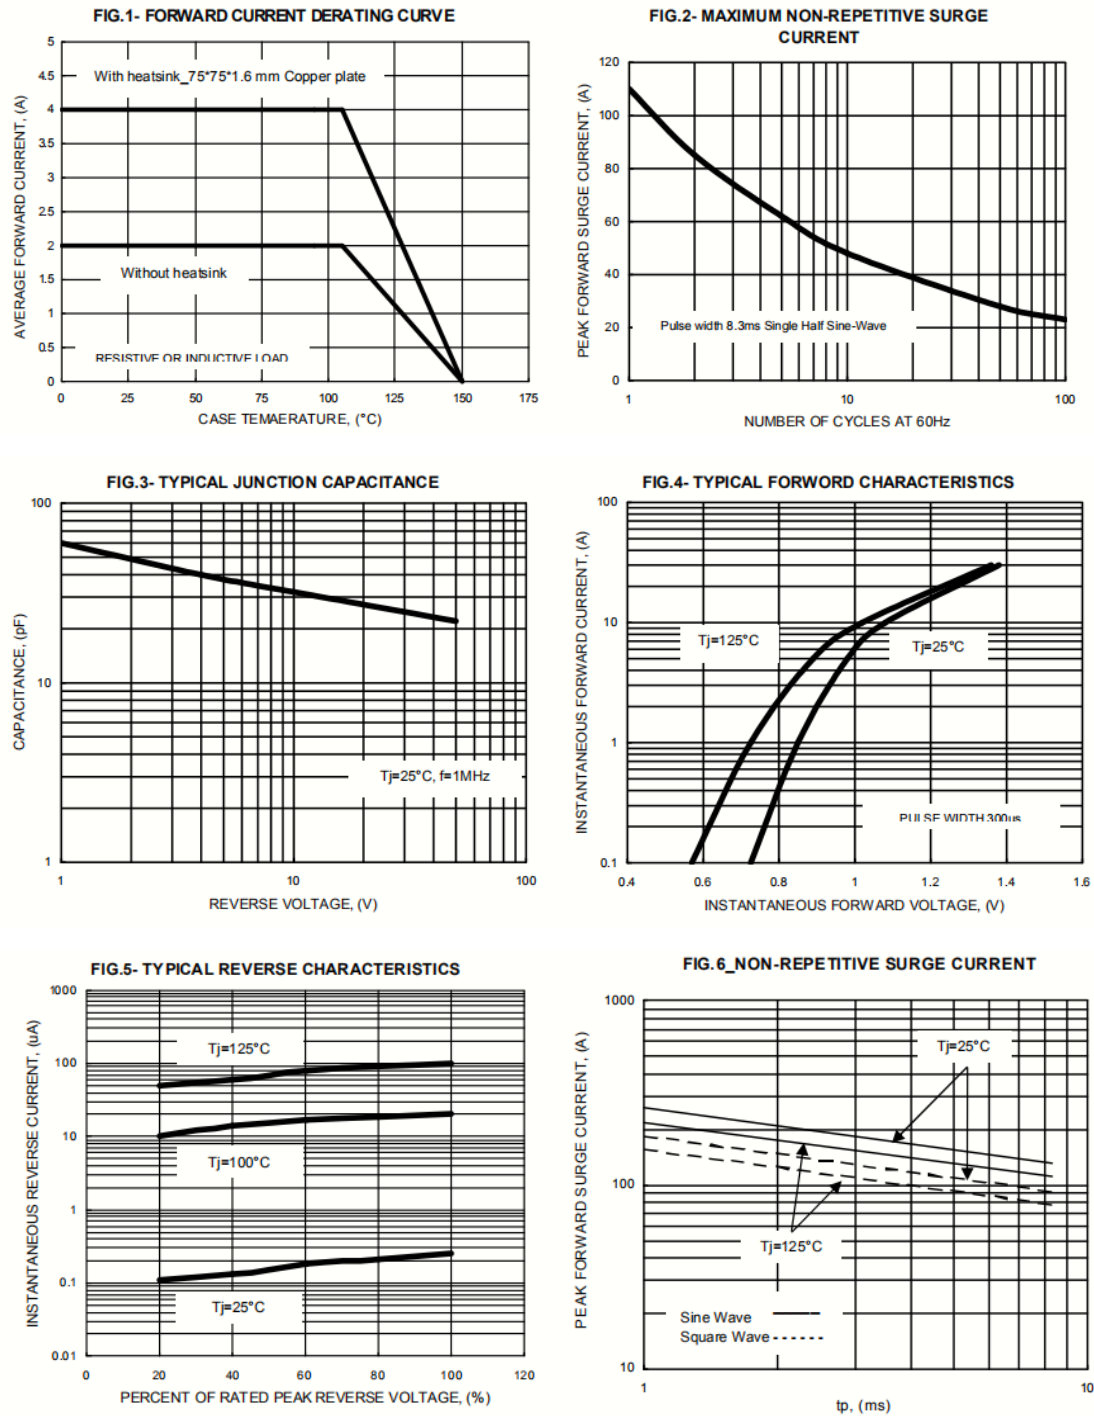 FIG.1- FORWARD CURRENT DERATING CURVE
5
4.5
4
3.5
3
2.5
2
1.5
1
0.5
0
AVERAGE FORWARD CURRENT, (A)
With heatsink_75*75*1.6 mm Copper plate
Without heatsink
RESISTIVE OR INDUCTIVE LOAD
0 25 50 75 100 125 150 175
CASE TEMAERATURE, (°C)
FIG.2- MAXIMUM NON-REPETITIVE SURGE
CURRENT
120
100
80
60
40
20
0
PEAK FORWARD SURGE CURRENT, (A)
Pulse width 8.3ms Single Half Sine-Wave
1 10 100
NUMBER OF CYCLES AT 60Hz
FIG.3- TYPICAL JUNCTION CAPACITANCE
100
10
1
CAPACITANCE, (pF)
Tj=25°C, f=1MHz
1 10 100
REVERSE VOLTAGE, (V)
FIG.4- TYPICAL FORWORD CHARACTERISTICS
100
10
1
0.1
INSTANTANEOUS FORWARD CURRENT, (A)
Tj=125°C
Tj=25°C
PULSE WIDTH 300us
0.4 0.6 0.8 1 1.2 1.4 1.6
INSTANTANEOUS FORWARD VOLTAGE, (V)
FIG.5- TYPICAL REVERSE CHARACTERISTICS
1000
100
10
1
0.1
0.01
INSTANTANEOUS REVERSE CURRENT, (uA)
Tj=125°C
Tj=100°C
Tj=25°C
0 20 40 60 80 100 120
PERCENT OF RATED PEAK REVERSE VOLTAGE, (%)
FIG.6_NON-REPETITIVE SURGE CURRENT
1000
100
10
PEAK FORWARD SURGE CURRENT, (A)
Tj=25°C
Tj=125°C
Sine Wave
Square Wave
1 10
tp, (ms)